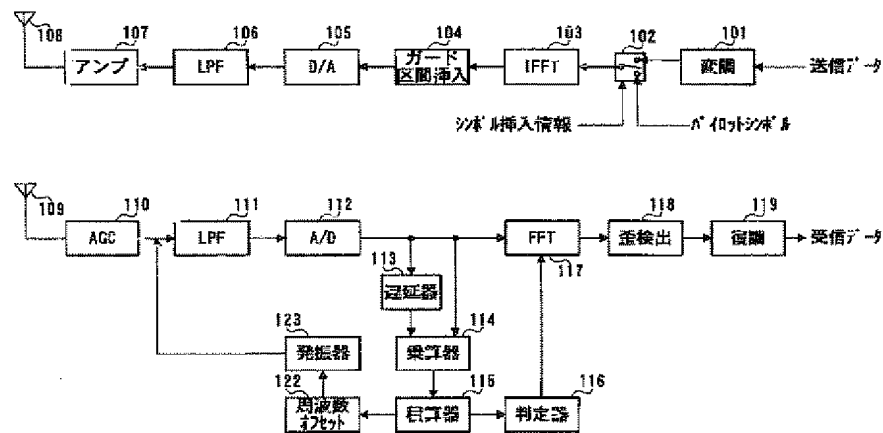 108
107
106
105
104
103
102
101
アンプ
LPF
D/A
ガード
区間挿入
IFFT
変調
送信データ
シンボル挿入情報
パイロットシンボル
109
110
111
112
118
119
AGC
LPF
A/D
FFT
歪検出
復調
受信データ
113
117
遅延器
123
114
発振器
乗算器
122
115
116
周波数
オフセット
積算器
判定器